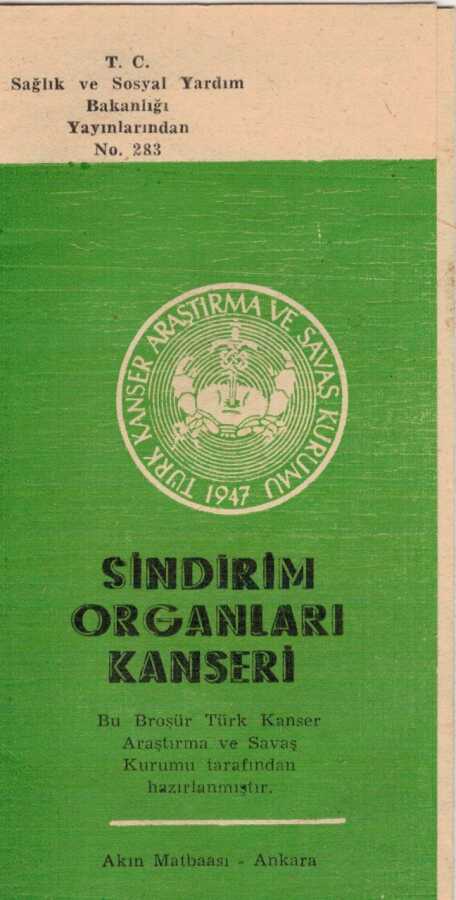 T. C.
Sağlık ve Sosyal Yardım
Bakanlığı
Yayınlarından
No. 283
TÜRK KANSER ARAŞTIRMA VE SAVAŞ KURUMU
1947
SİNDİRİM
ORGANLARI
KANSERİ
Bu Broşür Türk Kanser
Araştırma ve Savaş
Kurumu tarafından
hazırlanmıştır.
Akın Matbaası - Ankara